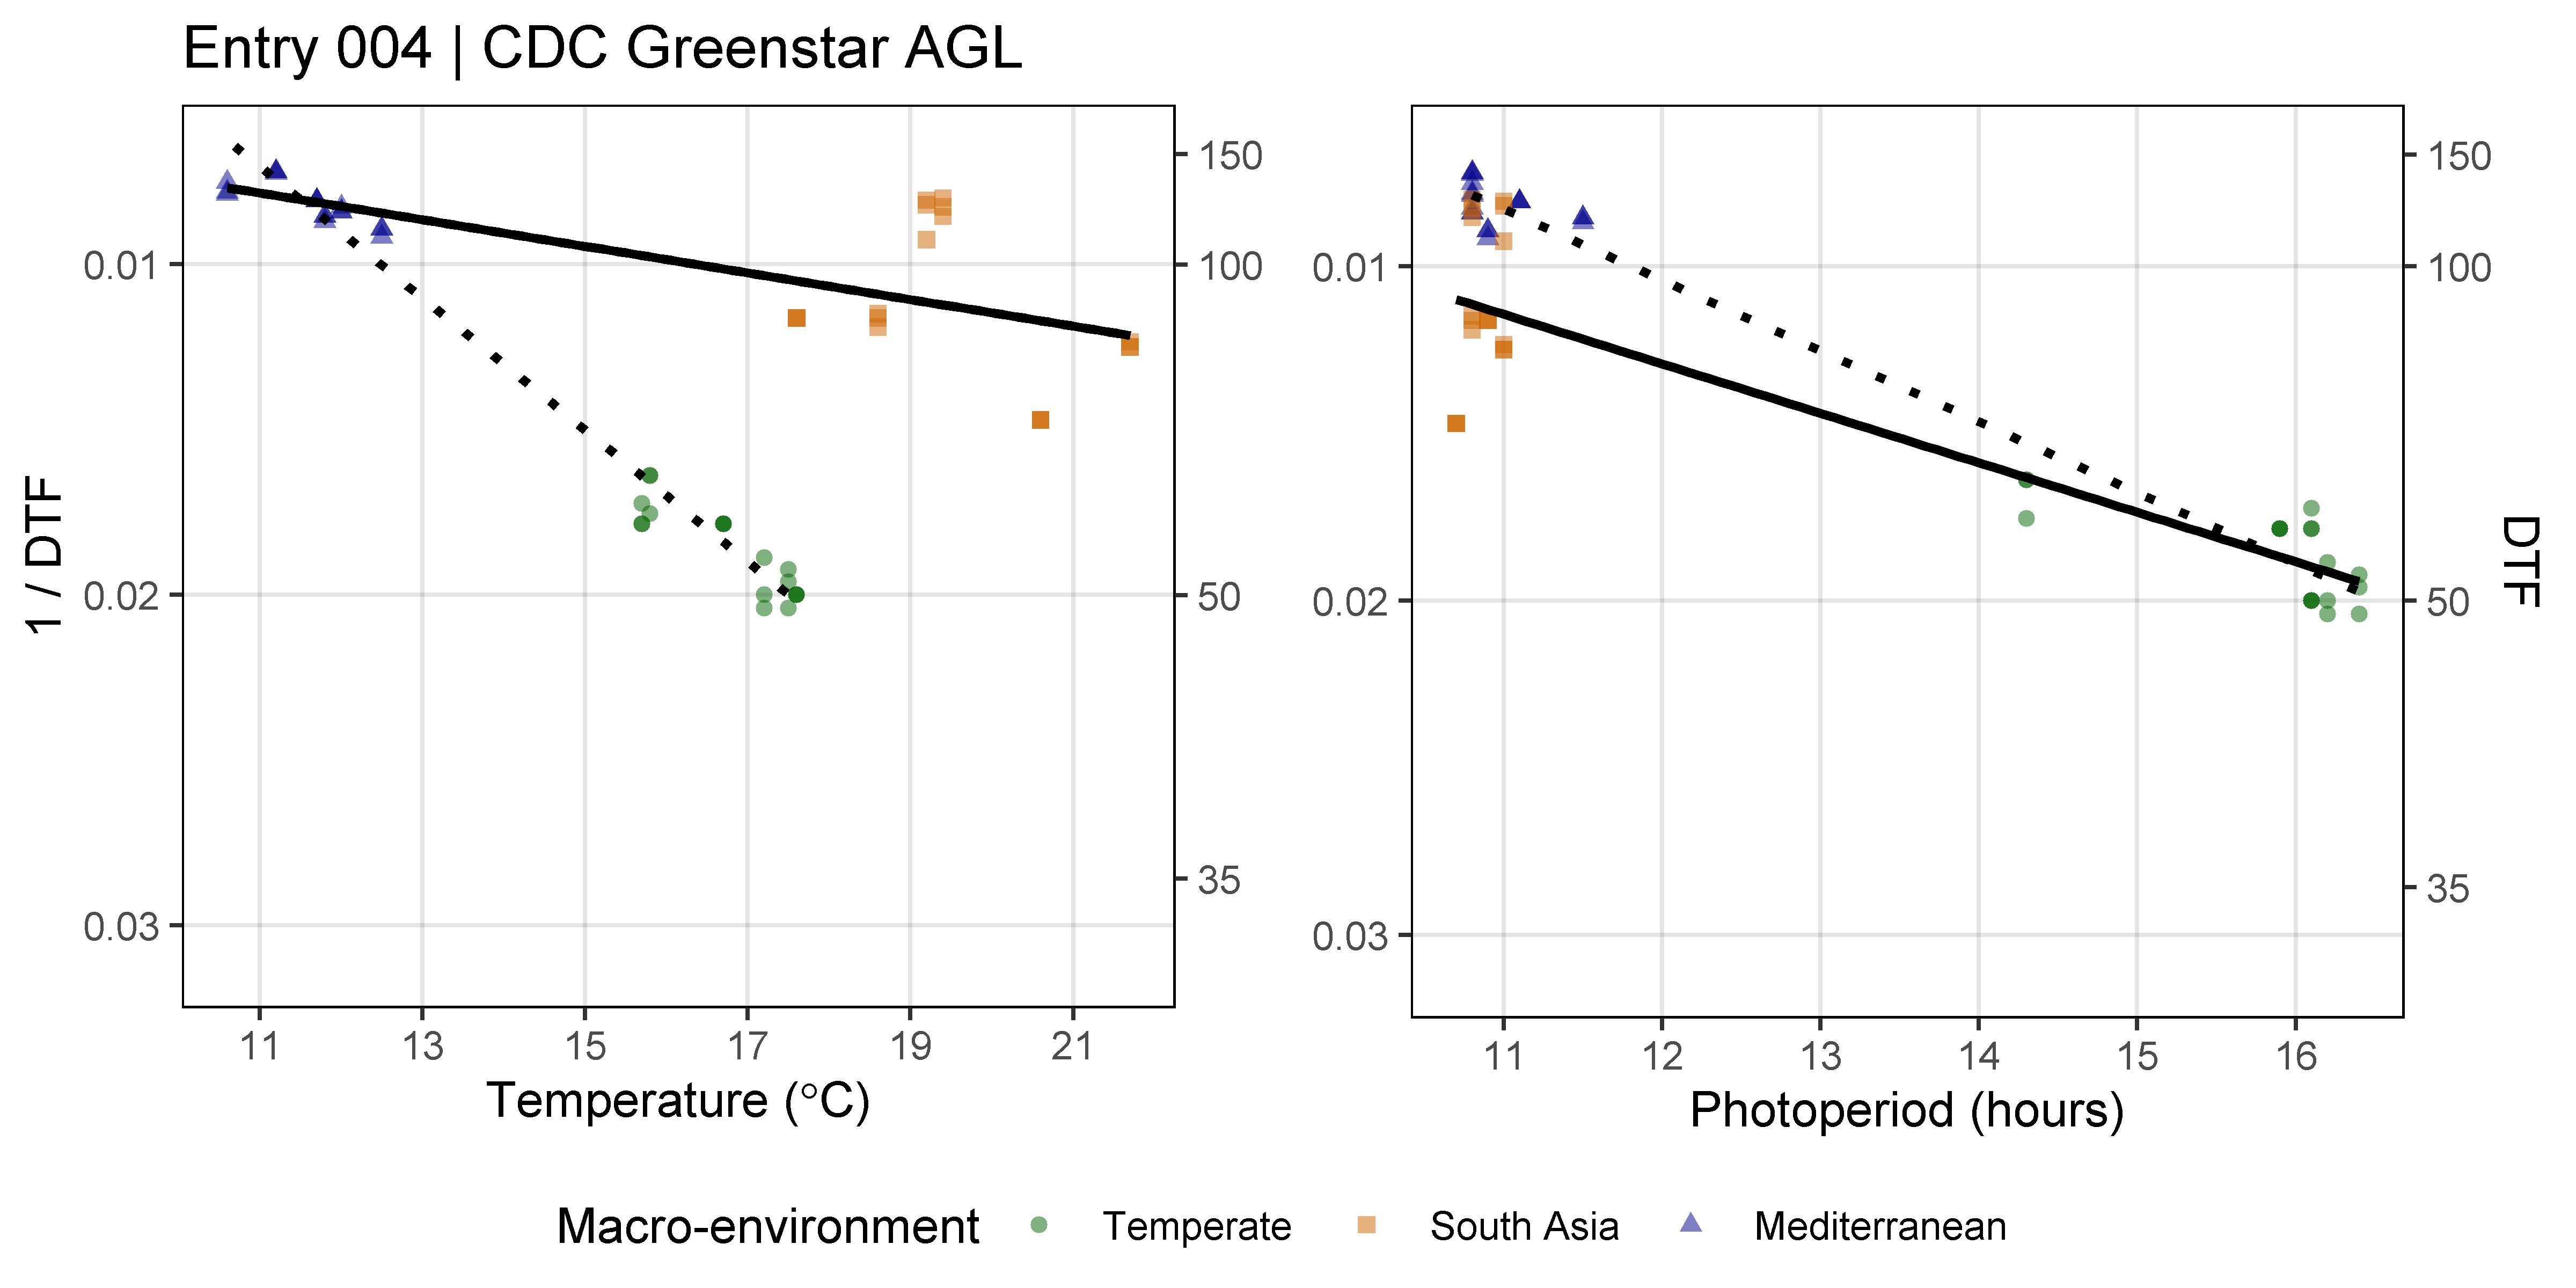 Entry 004 | CDC Greenstar AGL
1 / DTF
0.01
0.02
0.03
150
100
50
35
11 13 15 17 19 21
Temperature (°C)
0.01
0.02
0.03
150
100
50
35
DTF
11 12 13 14 15 16
Photoperiod (hours)
Macro-environment Temperate South Asia Mediterranean